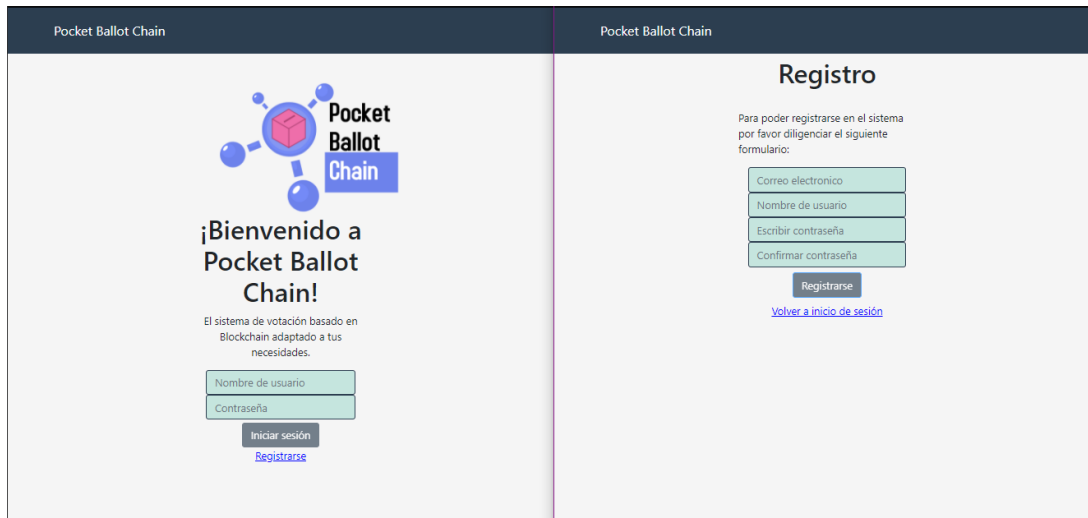 Pocket Ballot Chain
Pocket
Ballot
Chain
¡Bienvenido a
Pocket Ballot
Chain!
El sistema de votación basado en
Blockchain adaptado a tus
necesidades.
Nombre de usuario
Contraseña
Iniciar sesión
Registrarse
Pocket Ballot Chain
Registro
Para poder registrarse en el sistema
por favor diligenciar el siguiente
formulario:
Correo electronico
Nombre de usuario
Escribir contraseña
Confirmar contraseña
Registrarse
Volver a inicio de sesión